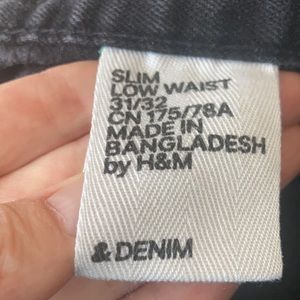 SLIM
LOW WAIST
31/32
CN 175/78A
MADE IN
BANGLADESH
by H&M
& DENIM